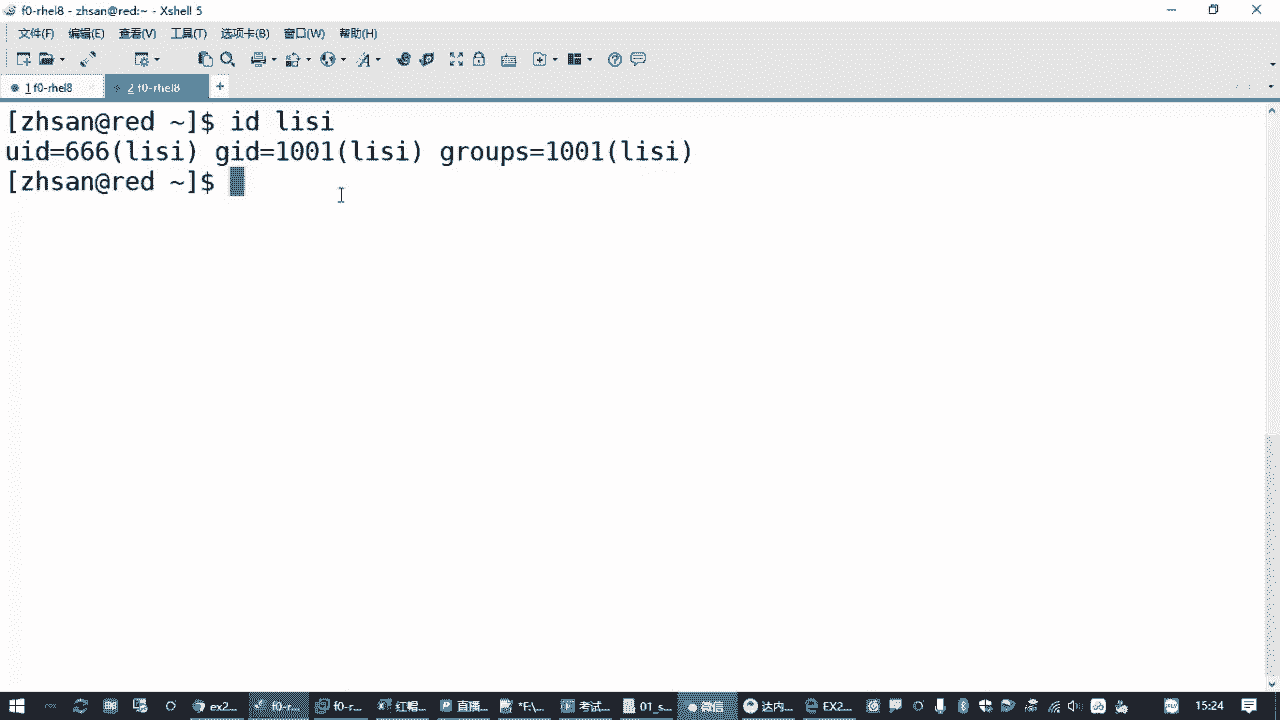 f0-rhel8 - zhsan@red:~ - Xshell 5
文件(F) 编辑(E) 查看(V) 工具(T) 选项卡(B) 窗口(W) 帮助(H)
1 f0-rhel8 2 f0-rhel8 +
[zhsan@red ~]$ id lisi
uid=666(lisi) gid=1001(lisi) groups=1001(lisi)
[zhsan@red ~]$
ex2... f0-r... f0-r... 红帽... 直播... *E:\... 考试... 01_s... 微信 达内... EX2... 15:24